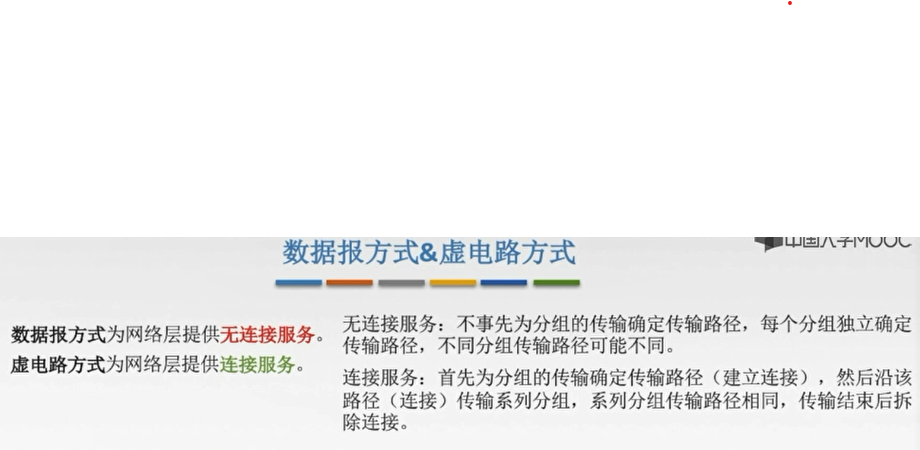 数据报方式&虚电路方式
中国大学MOOC
数据报方式为网络层提供无连接服务。
虚电路方式为网络层提供连接服务。
无连接服务：不事先为分组的传输确定传输路径，每个分组独立确定
传输路径，不同分组传输路径可能不同。
连接服务：首先为分组的传输确定传输路径（建立连接），然后沿该
路径（连接）传输系列分组，系列分组传输路径相同，传输结束后拆
除连接。